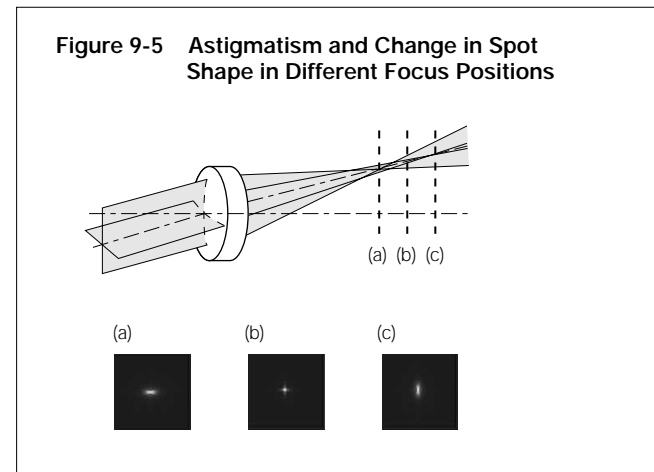 Figure 9-5 Astigmatism and Change in Spot
Shape in Different Focus Positions
(a) (b) (c)
(a) (b) (c)